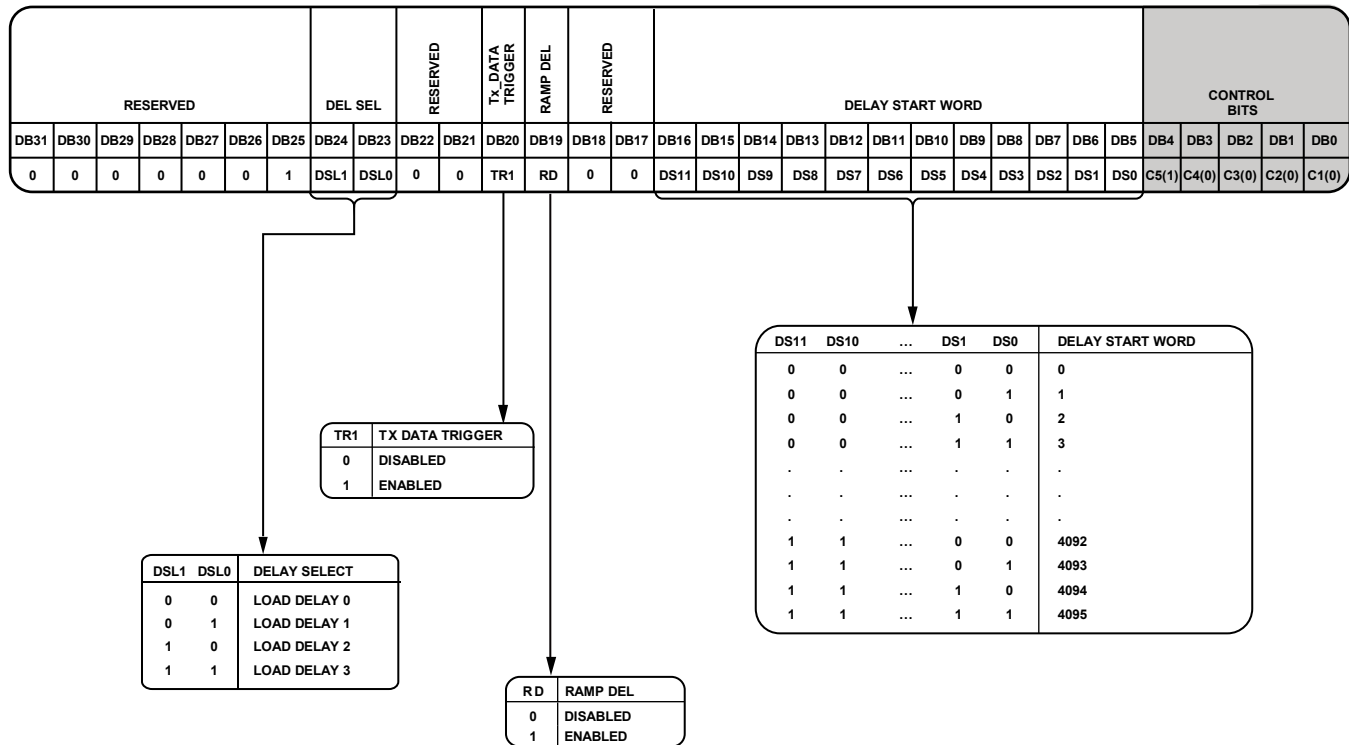 RESERVED
DEL SEL
RESERVED
Tx_DATA
TRIGGER
RAMP DEL
RESERVED
DELAY START WORD
CONTROL
BITS
DB31 DB30 DB29 DB28 DB27 DB26 DB25 DB24 DB23 DB22 DB21 DB20 DB19 DB18 DB17 DB16 DB15 DB14 DB13 DB12 DB11 DB10 DB9 DB8 DB7 DB6 DB5 DB4 DB3 DB2 DB1 DB0
0 0 0 0 0 0 1 DSL1 DSL0 0 0 TR1 RD 0 0 DS11 DS10 DS9 DS8 DS7 DS6 DS5 DS4 DS3 DS2 DS1 DS0 C5(1) C4(0) C3(0) C2(0) C1(0)
DS11 DS10 ... DS1 DS0 DELAY START WORD
0 0 ... 0 0 0
0 0 ... 0 1 1
0 0 ... 1 0 2
0 0 ... 1 1 3
. . ... . . .
. . ... . . .
. . ... . . .
1 1 ... 0 0 4092
1 1 ... 0 1 4093
1 1 ... 1 0 4094
1 1 ... 1 1 4095
TR1 TX DATA TRIGGER
0 DISABLED
1 ENABLED
DSL1 DSL0 DELAY SELECT
0 0 LOAD DELAY 0
0 1 LOAD DELAY 1
1 0 LOAD DELAY 2
1 1 LOAD DELAY 3
RD RAMP DEL
0 DISABLED
1 ENABLED